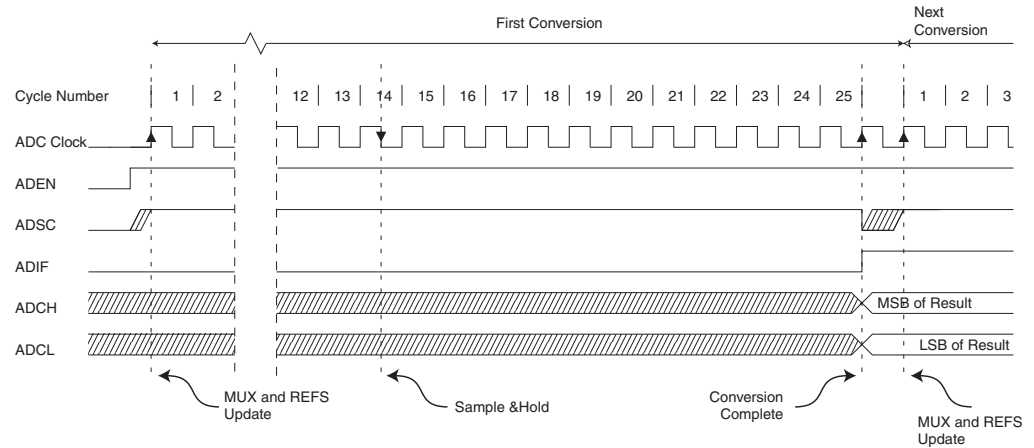 First Conversion
Next
Conversion
Cycle Number 1 2 12 13 14 15 16 17 18 19 20 21 22 23 24 25 1 2 3
ADC Clock
ADEN
ADSC
ADIF
ADCH MSB of Result
ADCL LSB of Result
MUX and REFS
Update
Sample &Hold
Conversion
Complete
MUX and REFS
Update